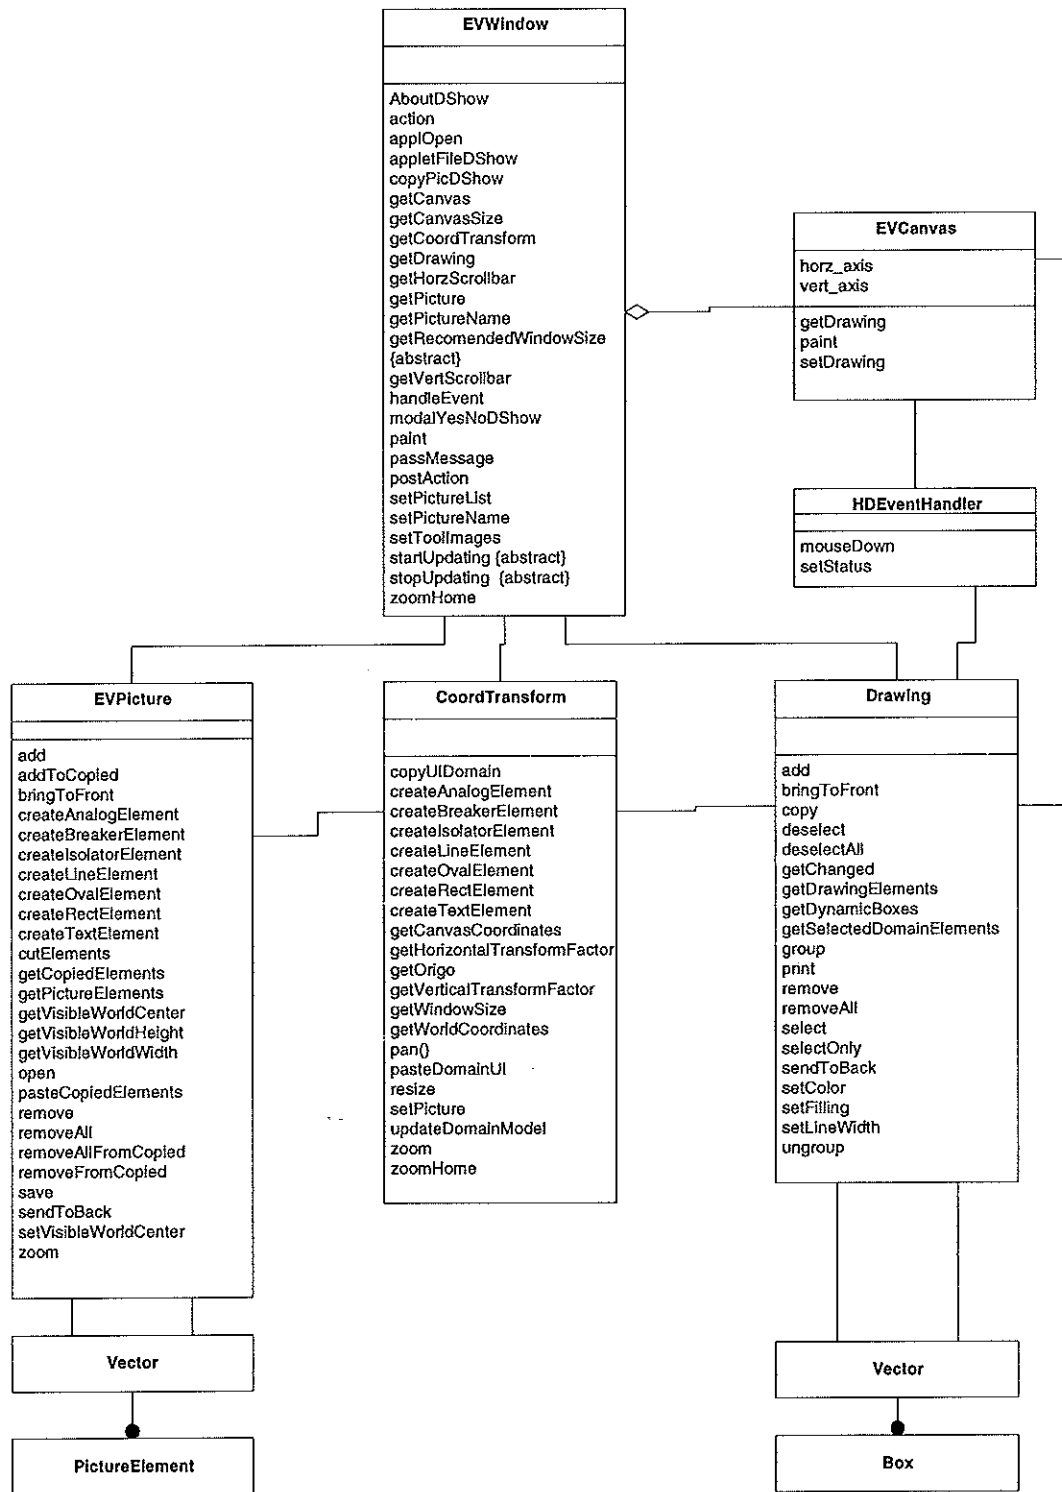 EVWindow
AboutDShow
action
applOpen
appletFileDShow
copyPicDShow
getCanvas
getCanvasSize
getCoordTransform
getDrawing
getHorzScrollbar
getPicture
getPictureName
getRecomendedWindowSize
{abstract}
getVertScrollbar
handleEvent
modalYesNoDShow
paint
passMessage
postAction
setPictureList
setPictureName
setToolImages
startUpdating {abstract}
stopUpdating {abstract}
zoomHome
EVCanvas
horz_axis
vert_axis
getDrawing
paint
setDrawing
HDEventHandler
mouseDown
setStatus
EVPicture
add
addToCopied
bringToFront
createAnalogElement
createBreakerElement
createIsolatorElement
createLineElement
createOvalElement
createRectElement
createTextElement
cutElements
getCopiedElements
getPictureElements
getVisibleWorldCenter
getVisibleWorldHeight
getVisibleWorldWidth
open
pasteCopiedElements
remove
removeAll
removeAllFromCopied
removeFromCopied
save
sendToBack
setVisibleWorldCenter
zoom
CoordTransform
copyUIDomain
createAnalogElement
createBreakerElement
createIsolatorElement
createLineElement
createOvalElement
createRectElement
createTextElement
getCanvasCoordinates
getHorizontalTransformFactor
getOrigo
getVerticalTransformFactor
getWindowSize
getWorldCoordinates
pan()
pasteDomainUI
resize
setPicture
updateDomainModel
zoom
zoomHome
Drawing
add
bringToFront
copy
deselect
deselectAll
getChanged
getDrawingElements
getDynamicBoxes
getSelectedDomainElements
group
print
remove
removeAll
select
selectOnly
sendToBack
setColor
setFilling
setLineWidth
ungroup
Vector
PictureElement
Vector
Box